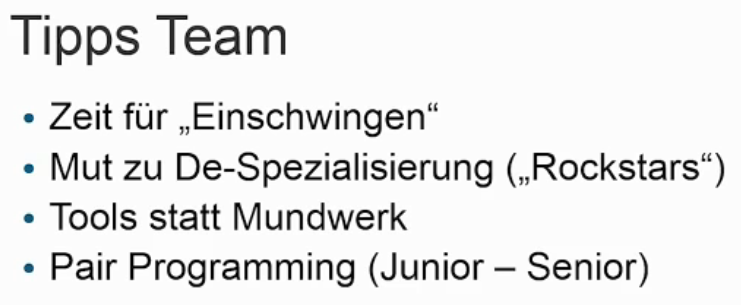 Tipps Team
• Zeit für „Einschwingen“
• Mut zu De-Spezialisierung („Rockstars“)
• Tools statt Mundwerk
• Pair Programming (Junior – Senior)